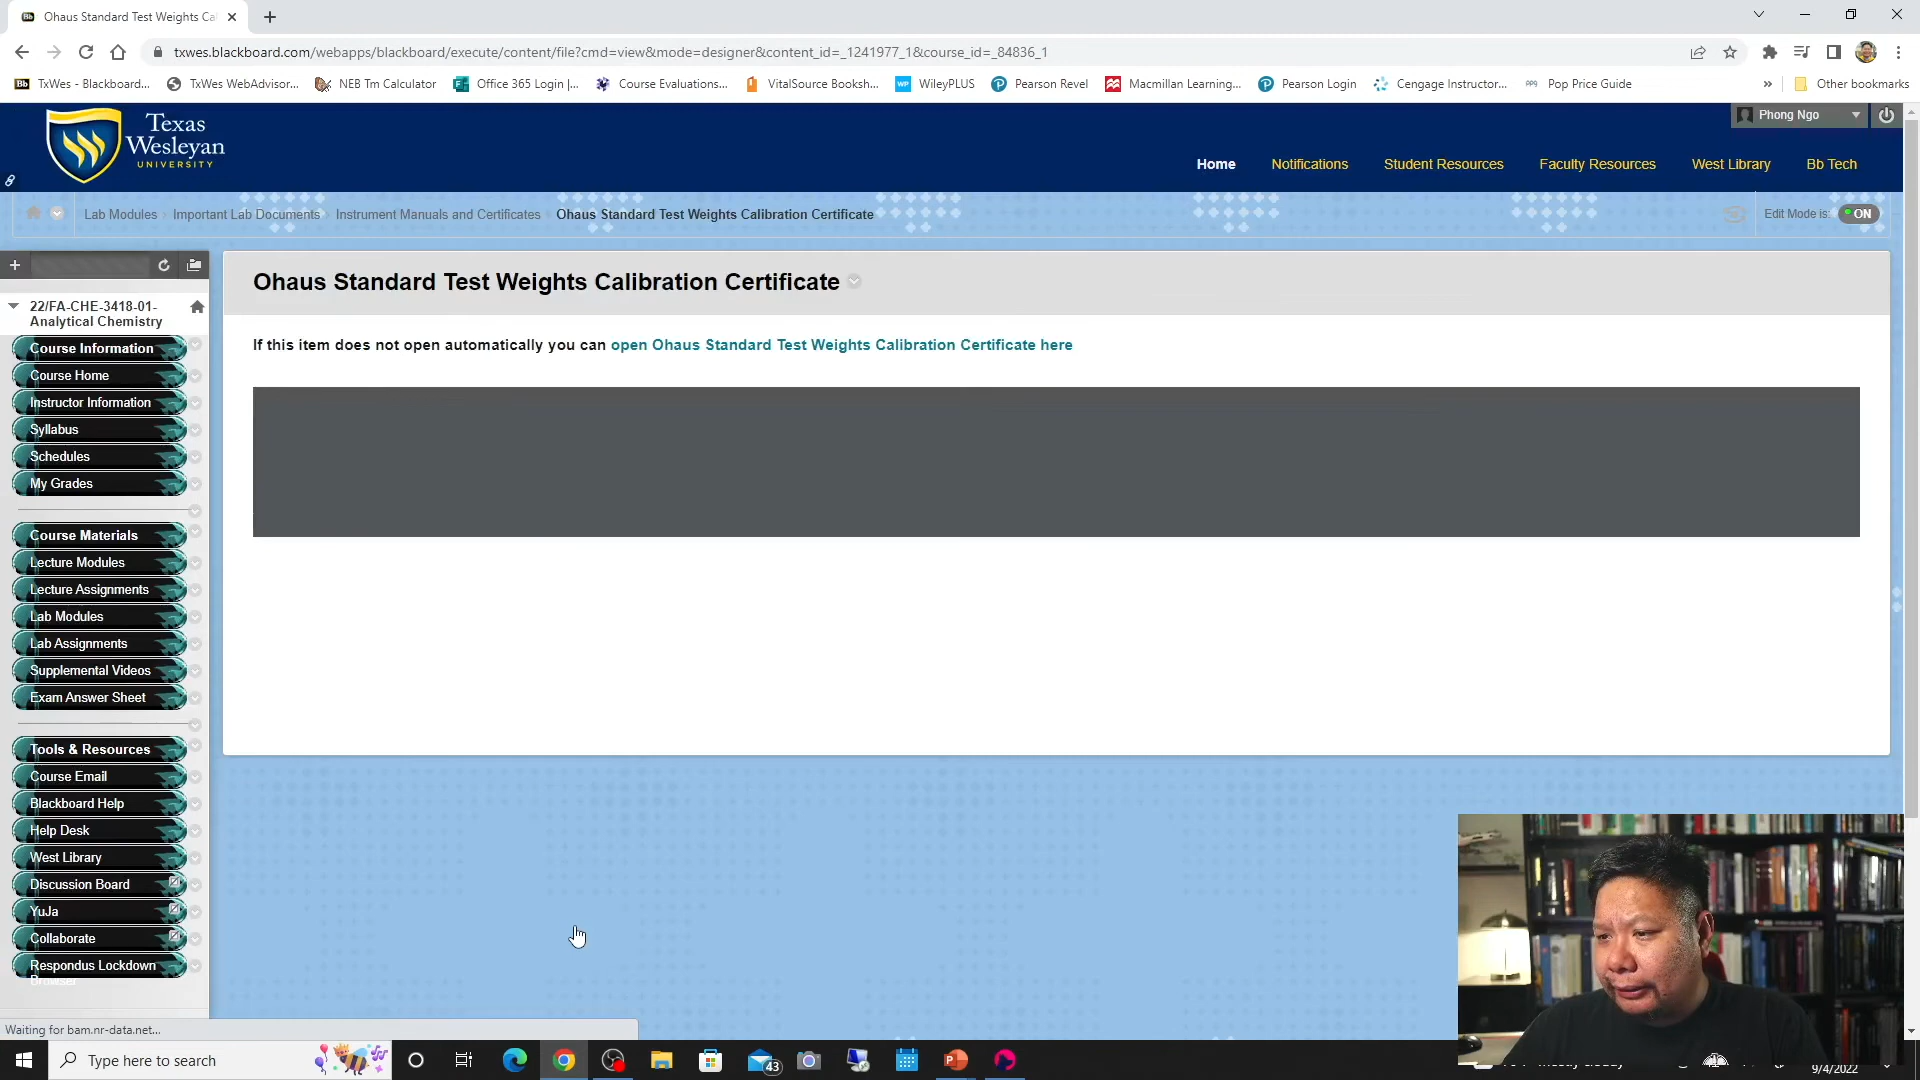 Ohaus Standard Test Weights Ca
txwes.blackboard.com/webapps/blackboard/execute/content/file?cmd=view&mode=designer&content_id=_1241977_1&course_id=_84836_1
TxWes - Blackboard... TxWes WebAdvisor... NEB Tm Calculator Office 365 Login |... Course Evaluations... VitalSource Booksh... WileyPLUS Pearson Revel Macmillan Learning... Pearson Login Cengage Instructor... Pop Price Guide » Other bookmarks
Texas
Wesleyan
UNIVERSITY
Phong Ngo
Home Notifications Student Resources Faculty Resources West Library Bb Tech
Lab Modules Important Lab Documents Instrument Manuals and Certificates Ohaus Standard Test Weights Calibration Certificate
Edit Mode is: ON
22/FA-CHE-3418-01-
Analytical Chemistry
Course Information
Course Home
Instructor Information
Syllabus
Schedules
My Grades
Course Materials
Lecture Modules
Lecture Assignments
Lab Modules
Lab Assignments
Supplemental Videos
Exam Answer Sheet
Tools & Resources
Course Email
Blackboard Help
Help Desk
West Library
Discussion Board
YuJa
Collaborate
Respondus Lockdown
Browser
Ohaus Standard Test Weights Calibration Certificate
If this item does not open automatically you can open Ohaus Standard Test Weights Calibration Certificate here
Waiting for bam.nr-data.net...
Type here to search
43
9/4/2022